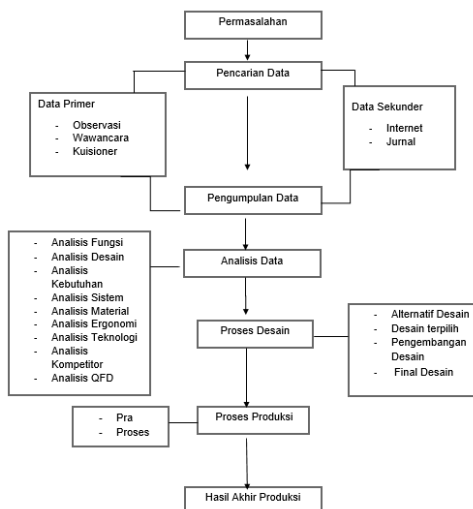 Permasalahan
Pencarian Data
Data Primer
- Observasi
- Wawancara
- Kuisioner
Data Sekunder
- Internet
- Jurnal
Pengumpulan Data
- Analisis Fungsi
- Analisis Desain
- Analisis
Kebutuhan
- Analisis Sistem
- Analisis Material
- Analisis Ergonomi
- Analisis Teknologi
- Analisis
Kompetitor
- Analisis QFD
Analisis Data
Proses Desain
- Alternatif Desain
- Desain terpilih
- Pengembangan
Desain
- Final Desain
- Pra
- Proses
Proses Produksi
Hasil Akhir Produksi